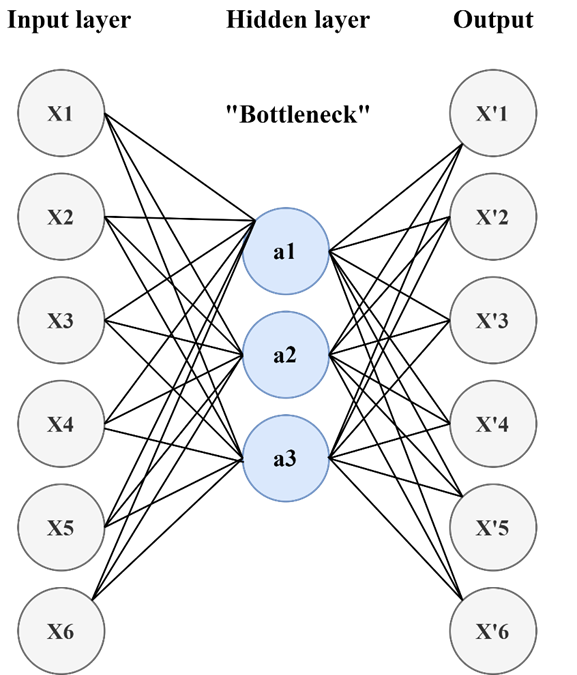 Input layer
Hidden layer
Output
"Bottleneck"
X1
X2
X3
X4
X5
X6
a1
a2
a3
X'1
X'2
X'3
X'4
X'5
X'6